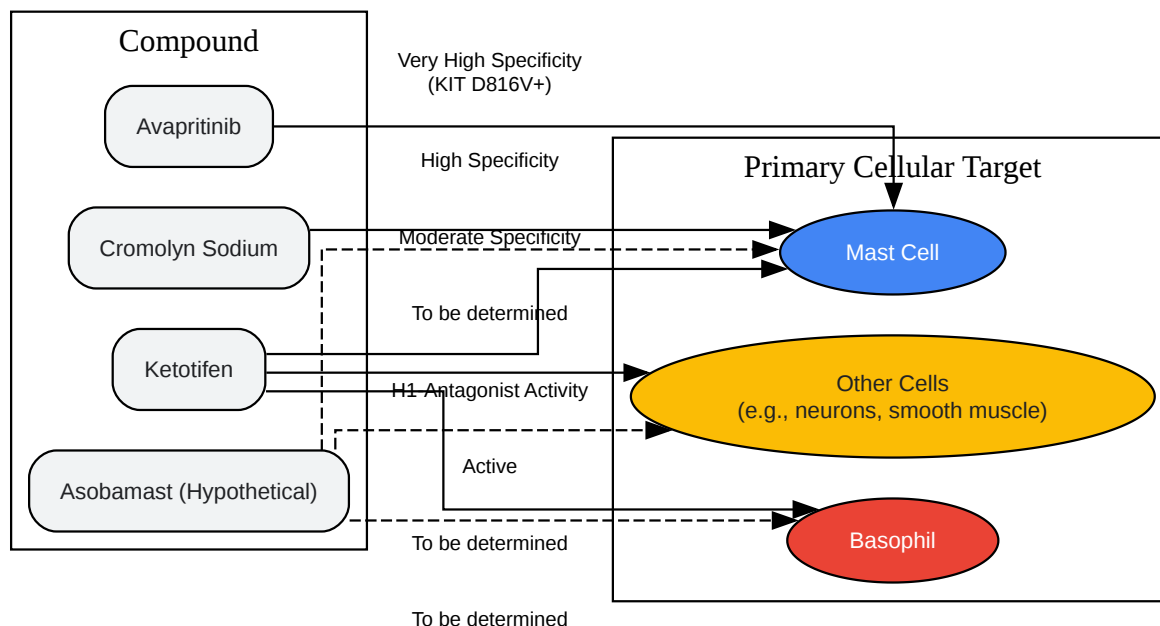 Compound
Avapritinib
Cromolyn Sodium
Ketotifen
Asobamast (Hypothetical)
Very High Specificity
(KIT D816V+)
High Specificity
Moderate Specificity
To be determined
H1 Antagonist Activity
Active
To be determined
To be determined
Primary Cellular Target
Mast Cell
Other Cells
(e.g., neurons, smooth muscle)
Basophil